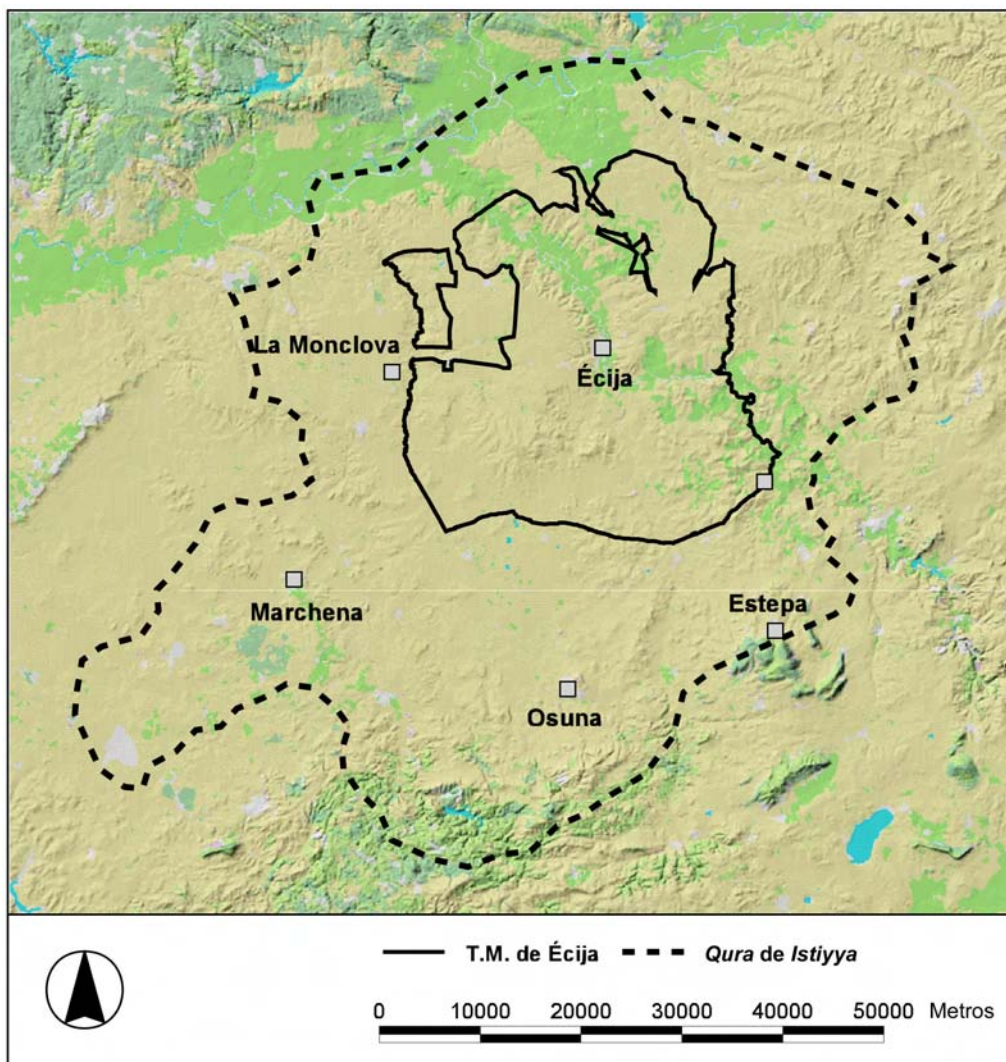 La Monclova
Écija
Marchena
Estepa
Osuna
T.M. de Écija Qura de Istiyya
0 10000 20000 30000 40000 50000 Metros